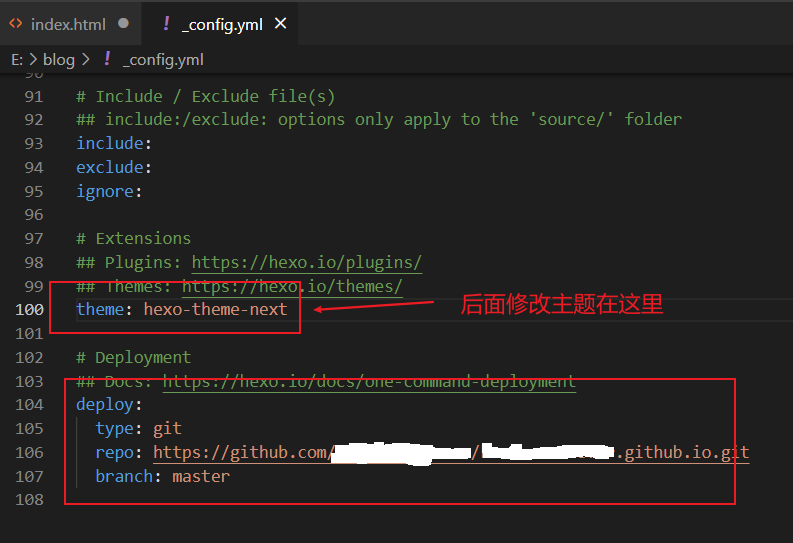 index.html
! _config.yml
E: > blog > ! _config.yml
90
91 # Include / Exclude file(s)
92 ## include:/exclude: options only apply to the 'source/' folder
93 include:
94 exclude:
95 ignore:
96
97 # Extensions
98 ## Plugins: https://hexo.io/plugins/
99 ## Themes: https://hexo.io/themes/
100 theme: hexo-theme-next
后面修改主题在这里
101
102 # Deployment
103 ## Docs: https://hexo.io/docs/one-command-deployment
104 deploy:
105 type: git
106 repo: https://github.com/ / .github.io.git
107 branch: master
108